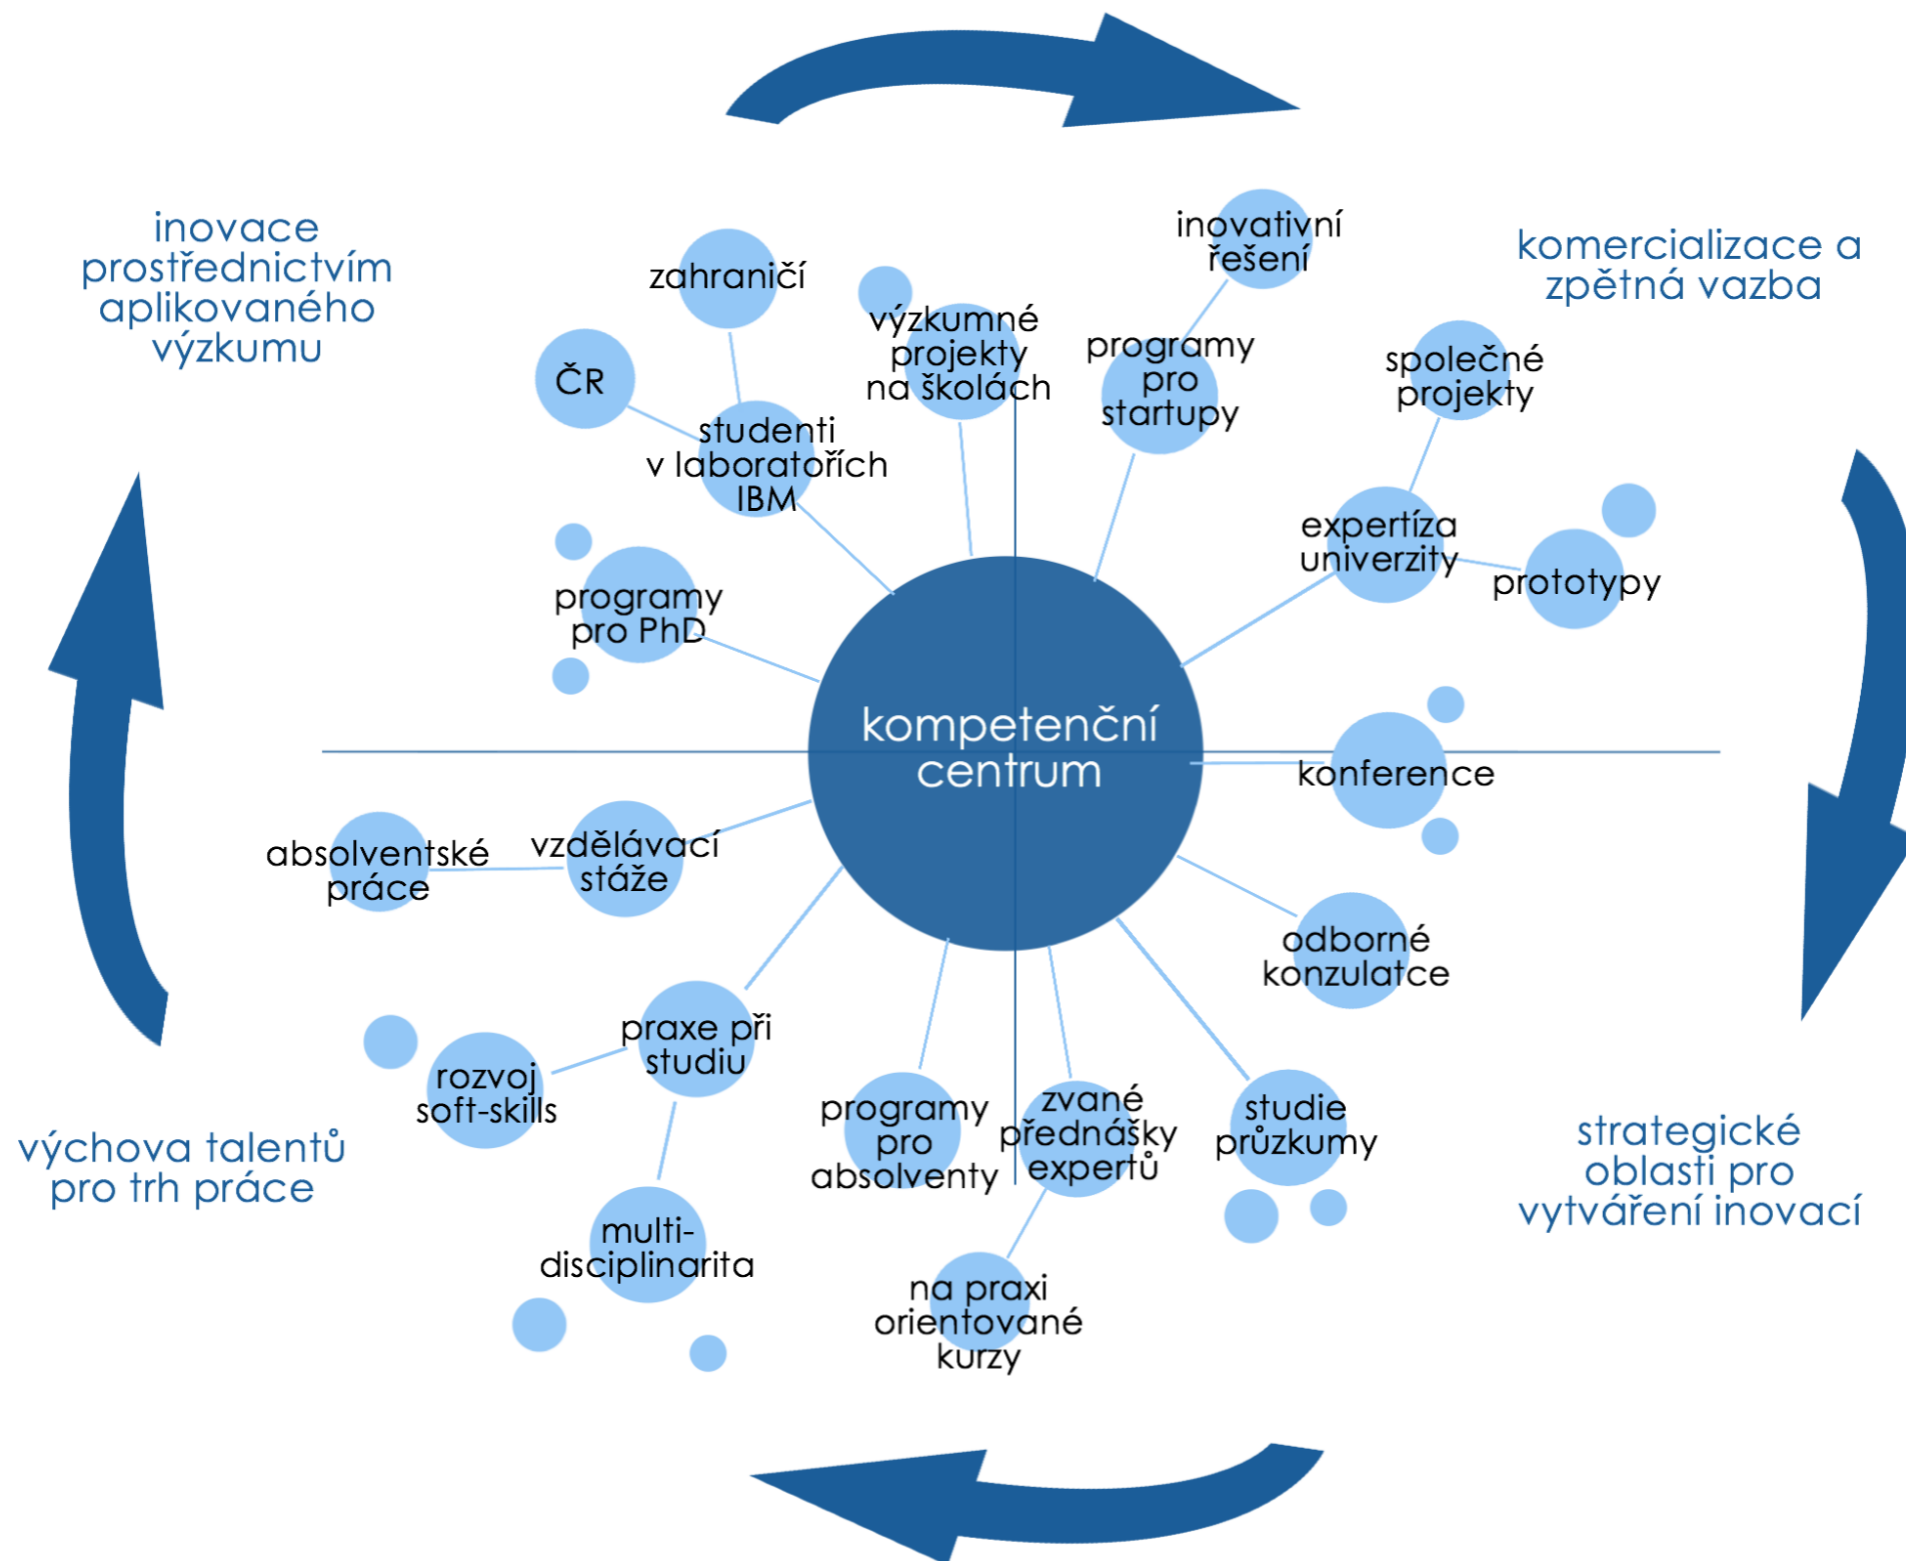 inovace
prostřednictvím
aplikovaného
výzkumu
komercializace a
zpětná vazba
zahraničí
ČR
studenti
v laboratořích
IBM
výzkumné
projekty
na školách
programy
pro PhD
inovativní
řešení
programy
pro
startupy
společné
projekty
expertíza
univerzity
prototypy
kompetenční
centrum
konference
odborné
konzulatce
absolventské
práce
vzdělávací
stáže
praxe při
studiu
rozvoj
soft-skills
multi-
disciplinarita
programy
pro
absolventy
zvané
přednášky
expertů
na praxi
orientované
kurzy
studie
průzkumy
výchova talentů
pro trh práce
strategické
oblasti pro
vytváření inovací